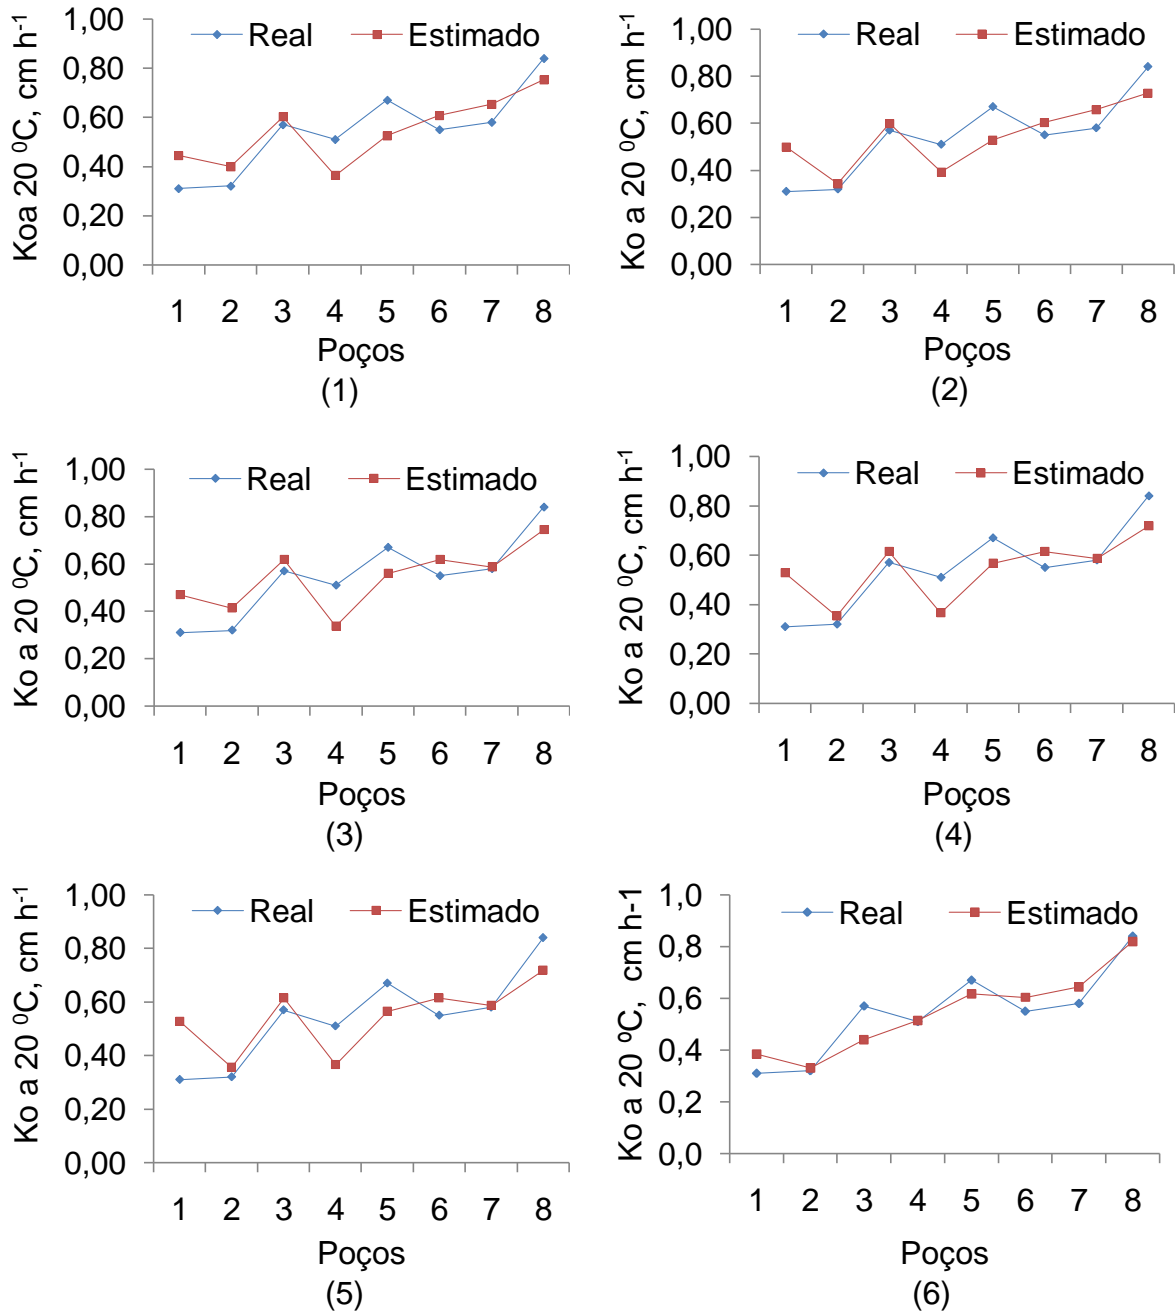 Real Estimado
1,00
0,80
0,60
0,40
0,20
0,00
Koa 20 ⁰C, cm h⁻¹
1 2 3 4 5 6 7 8
Poços
(1)
Real Estimado
1,00
0,80
0,60
0,40
0,20
0,00
Ko a 20 ⁰C, cm h⁻¹
1 2 3 4 5 6 7 8
Poços
(2)
Real Estimado
1,00
0,80
0,60
0,40
0,20
0,00
Ko a 20 ⁰C, cm h⁻¹
1 2 3 4 5 6 7 8
Poços
(3)
Real Estimado
1,00
0,80
0,60
0,40
0,20
0,00
Ko a 20 ⁰C, cm h⁻¹
1 2 3 4 5 6 7 8
Poços
(4)
Real Estimado
1,00
0,80
0,60
0,40
0,20
0,00
Ko a 20 ⁰C, cm h⁻¹
1 2 3 4 5 6 7 8
Poços
(5)
Real Estimado
1,0
0,8
0,6
0,4
0,2
0,0
Ko a 20 ⁰C, cm h-1
1 2 3 4 5 6 7 8
Poços
(6)